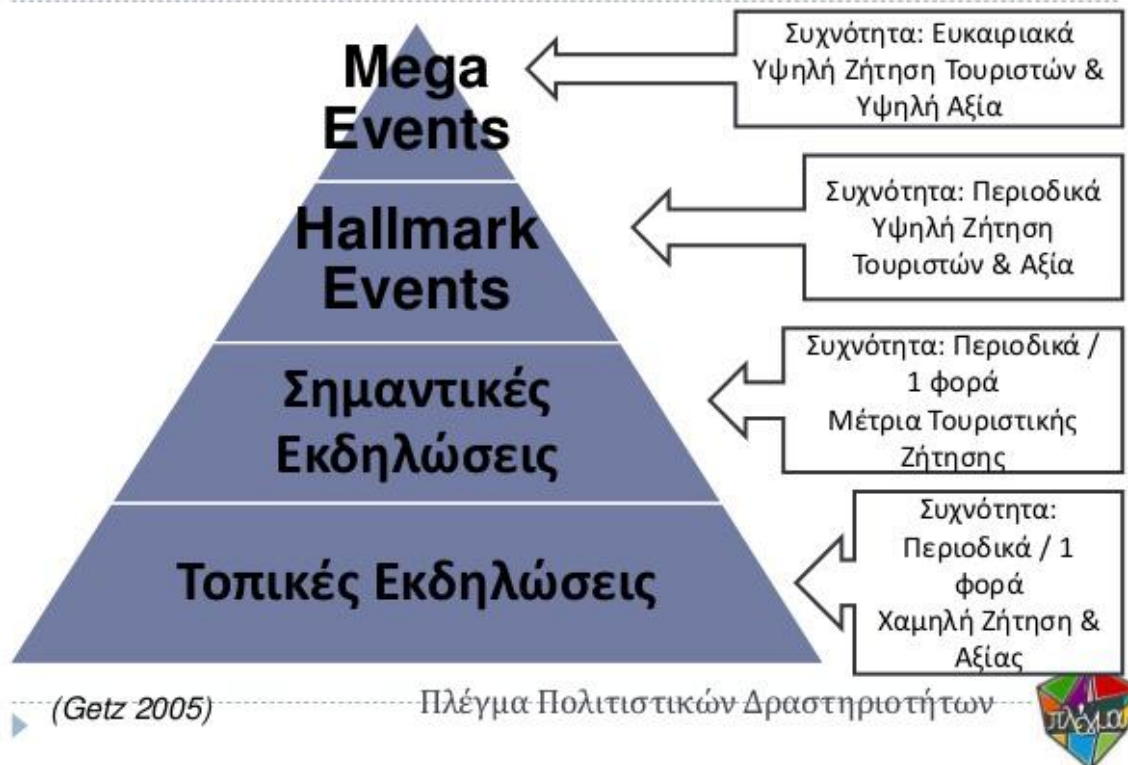 Mega
Events
Συχνότητα: Ευκαιριακά
Υψηλή Ζήτηση Τουριστών &
Υψηλή Αξία
Hallmark
Events
Συχνότητα: Περιοδικά
Υψηλή Ζήτηση
Τουριστών & Αξία
Σημαντικές
Εκδηλώσεις
Συχνότητα: Περιοδικά /
1 φορά
Μέτρια Τουριστικής
Ζήτησης
Τοπικές Εκδηλώσεις
Συχνότητα:
Περιοδικά / 1
φορά
Χαμηλή Ζήτηση &
Αξίας
(Getz 2005)
Πλέγμα Πολιτιστικών Δραστηριοτήτων
πλέγμα